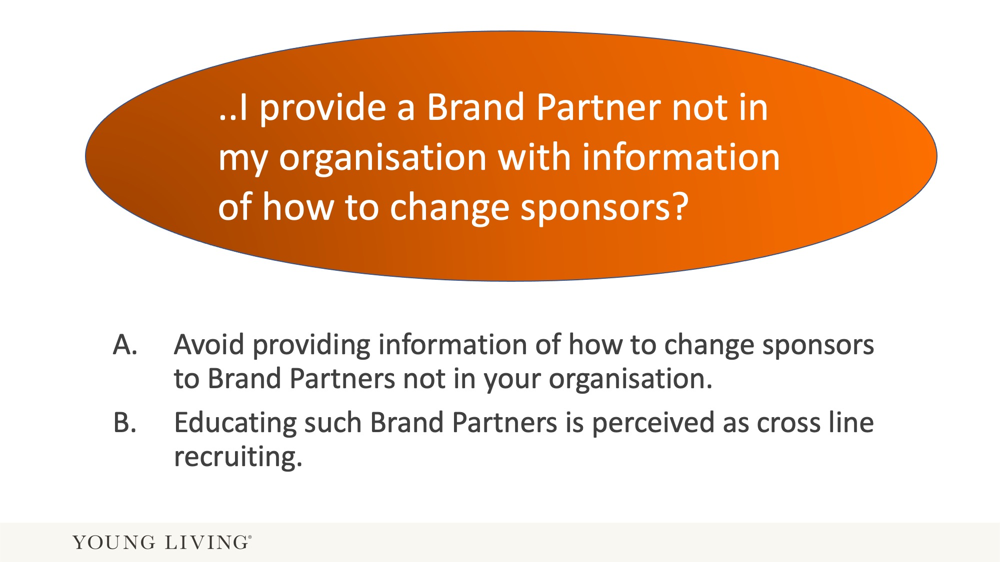 ..I provide a Brand Partner not in
my organisation with information
of how to change sponsors?
A. Avoid providing information of how to change sponsors
to Brand Partners not in your organisation.
B. Educating such Brand Partners is perceived as cross line
recruiting.
YOUNG LIVING®